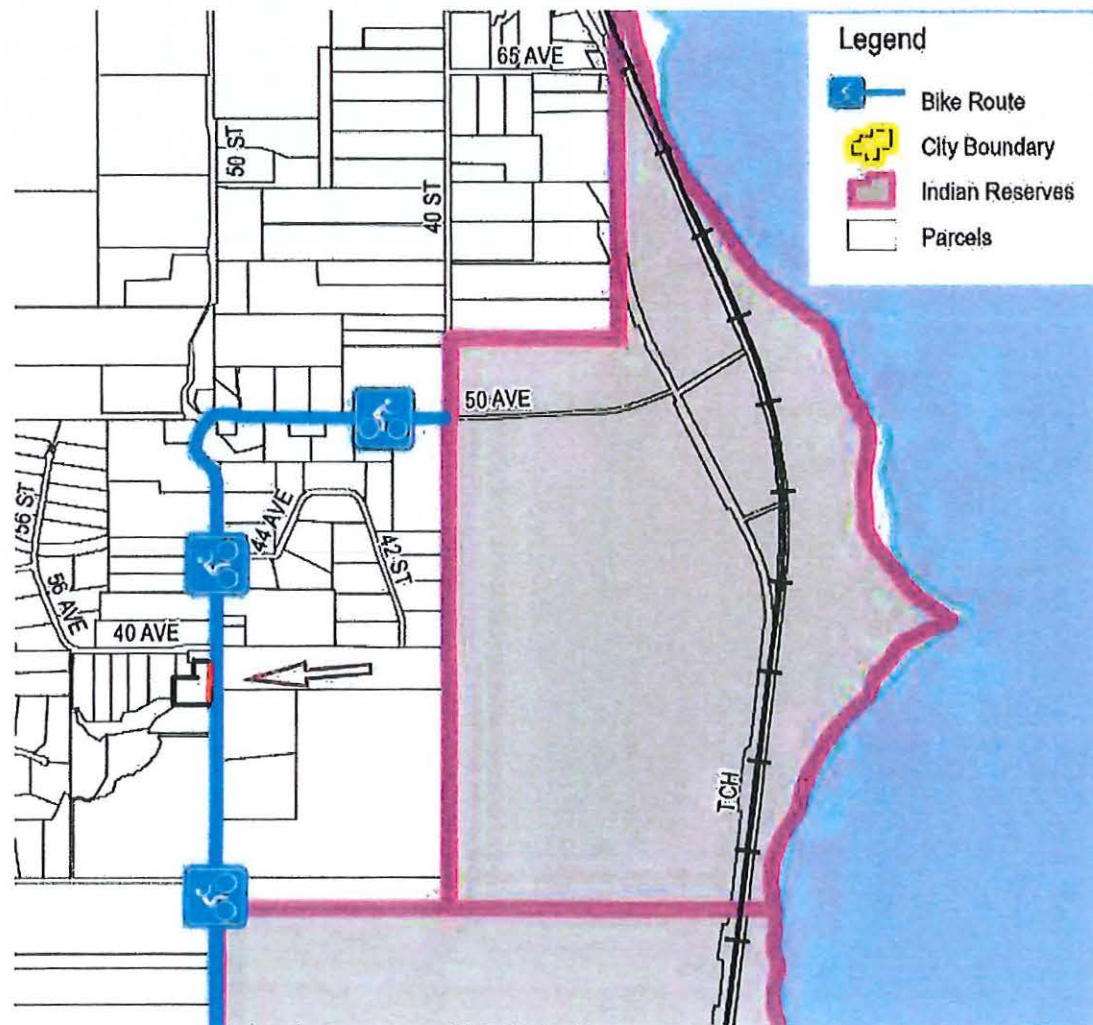 Legend
Bike Route
City Boundary
Indian Reserves
Parcels
65 AVE
50 ST
40 ST
50 AVE
56 ST
44 AVE
42 ST
56 AVE
40 AVE
TCH